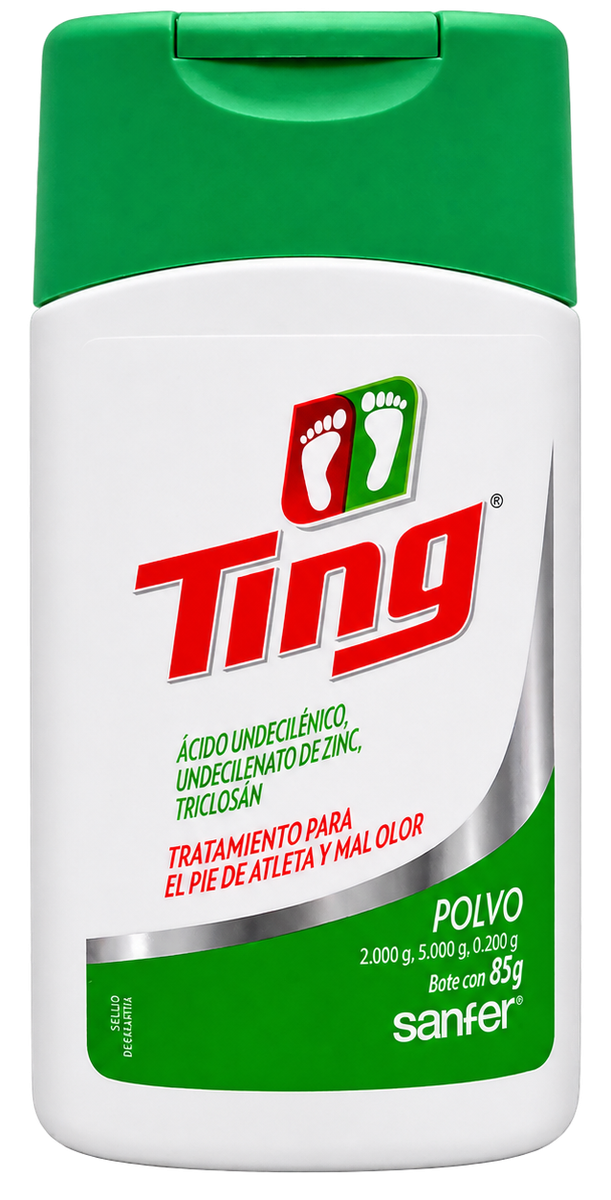 Ting®
ÁCIDO UNDECILÉNICO,
UNDECILENATO DE ZINC,
TRICLOSÁN
TRATAMIENTO PARA
EL PIE DE ATLETA Y MAL OLOR
POLVO
2.000 g, 5.000 g, 0.200 g
Bote con 85g
sanfer®